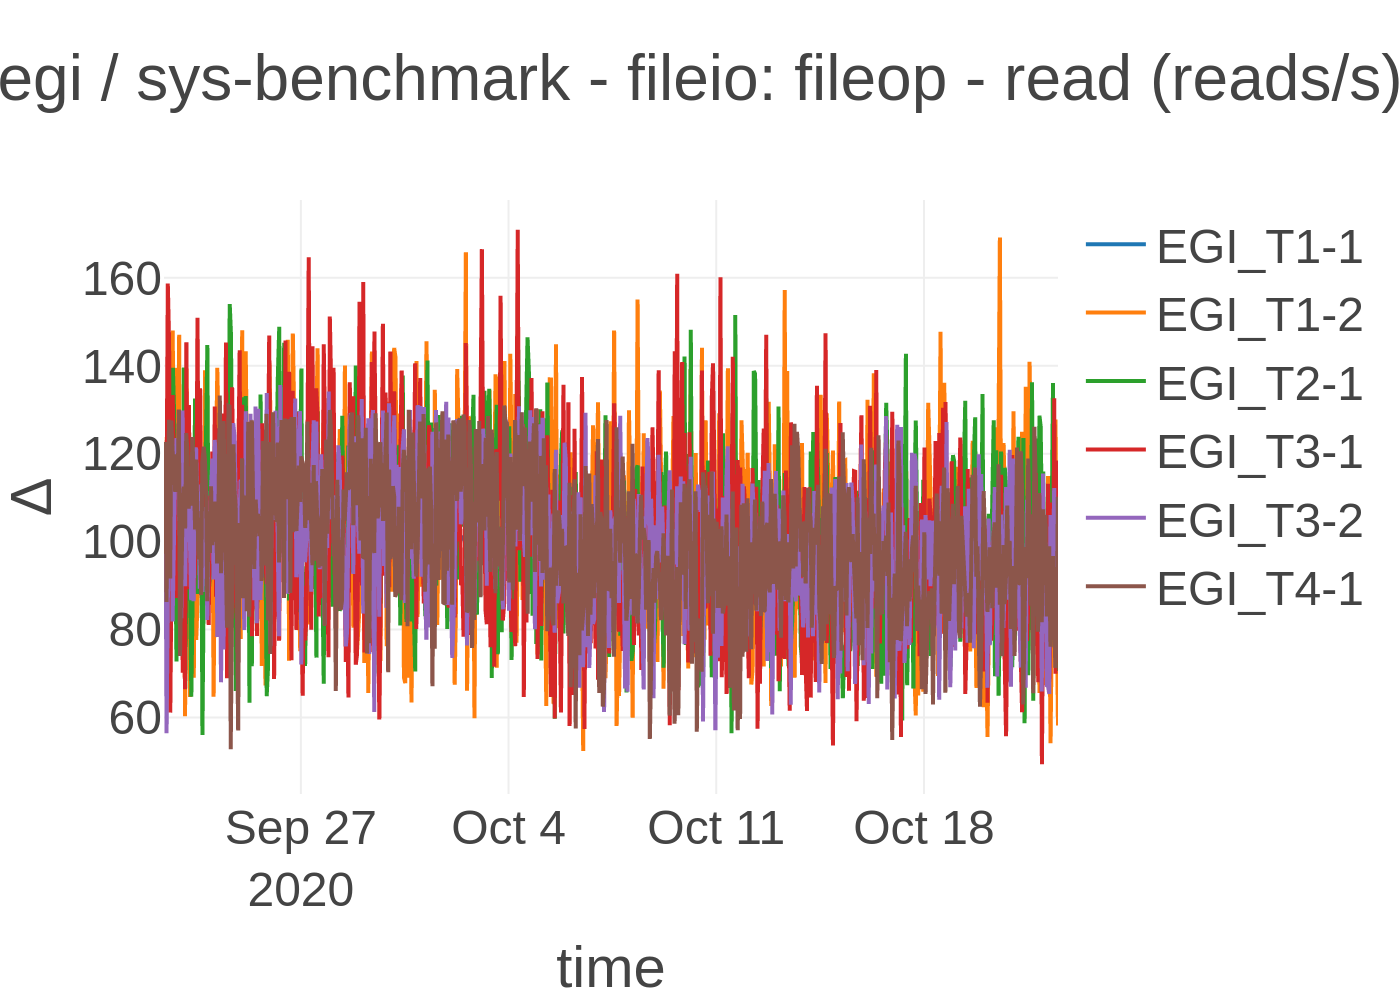 egi / sys-benchmark - fileio: fileop - read (reads/s)
160
140
120
100
80
60
Δ
Sep 27
2020
Oct 4
Oct 11
Oct 18
time
EGI_T1-1
EGI_T1-2
EGI_T2-1
EGI_T3-1
EGI_T3-2
EGI_T4-1